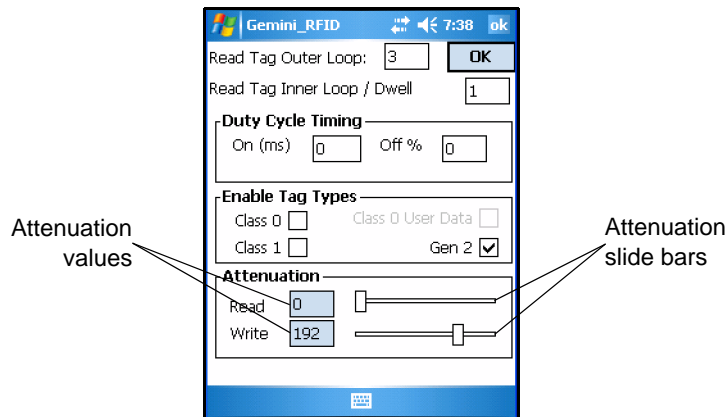 Gemini_RFID 7:38 ok
Read Tag Outer Loop: 3 OK
Read Tag Inner Loop / Dwell 1
Duty Cycle Timing
On (ms) 0 Off % 0
Enable Tag Types
Class 0 Class 0 User Data
Class 1 Gen 2
Attenuation
Read 0
Write 192
Attenuation
values
Attenuation
slide bars